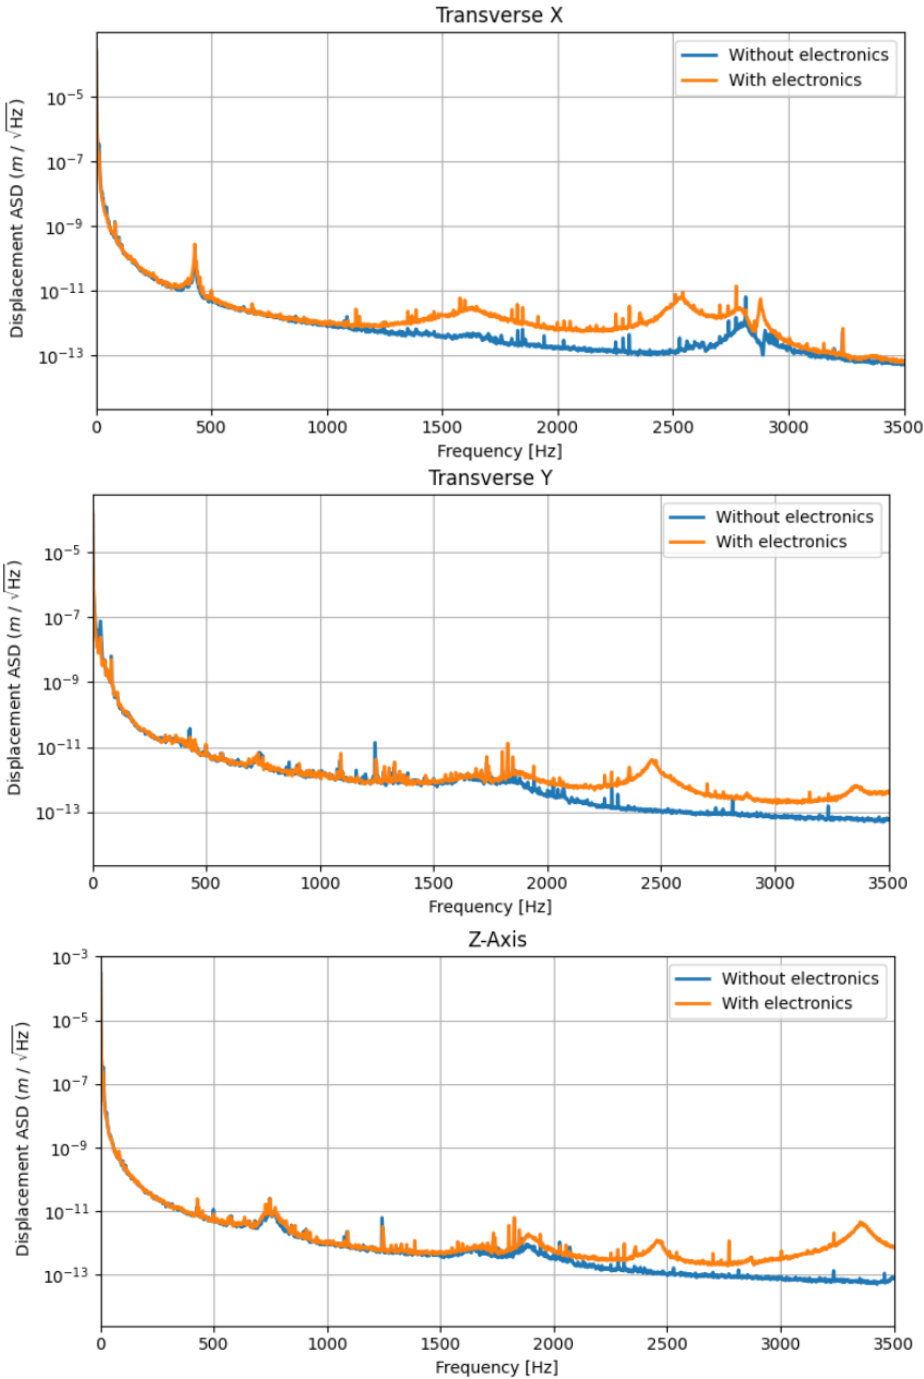 Transverse X
Without electronics
With electronics
Displacement ASD (m / √Hz)
10⁻⁵
10⁻⁷
10⁻⁹
10⁻¹¹
10⁻¹³
0 500 1000 1500 2000 2500 3000 3500
Frequency [Hz]
Transverse Y
Without electronics
With electronics
Displacement ASD (m / √Hz)
10⁻⁵
10⁻⁷
10⁻⁹
10⁻¹¹
10⁻¹³
0 500 1000 1500 2000 2500 3000 3500
Frequency [Hz]
Z-Axis
Without electronics
With electronics
Displacement ASD (m / √Hz)
10⁻³
10⁻⁵
10⁻⁷
10⁻⁹
10⁻¹¹
10⁻¹³
0 500 1000 1500 2000 2500 3000 3500
Frequency [Hz]